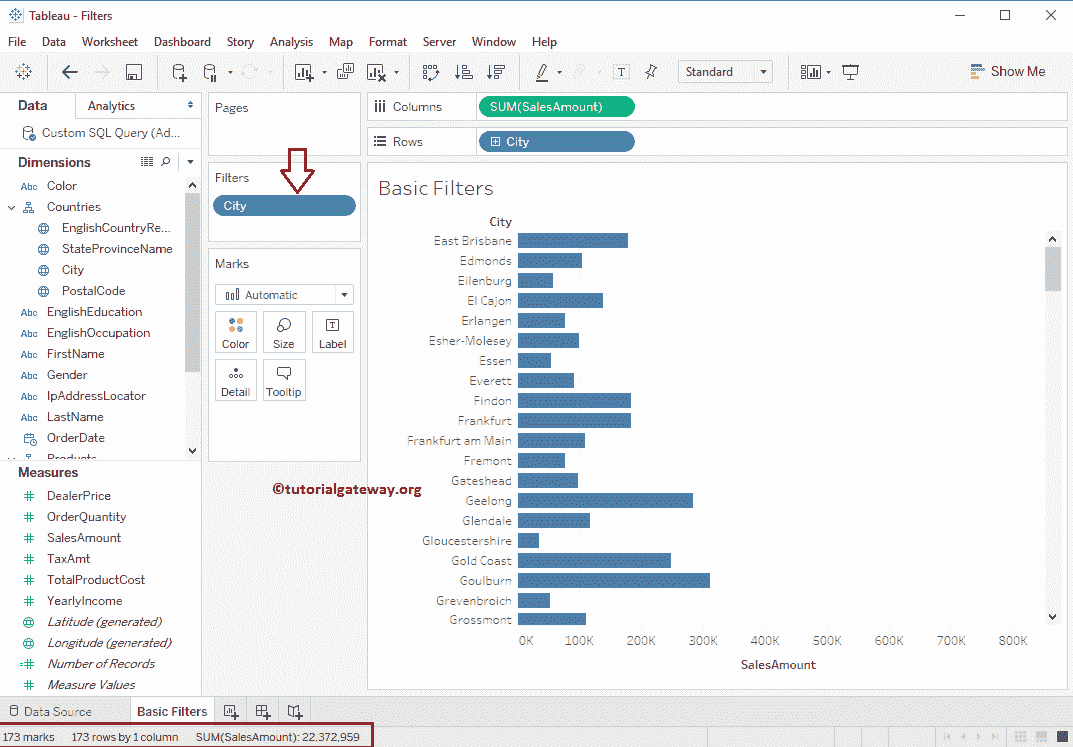 Tableau - Filters
File Data Worksheet Dashboard Story Analysis Map Format Server Window Help
Standard
Show Me
Data
Analytics
Custom SQL Query (Ad...
Dimensions
Abc Color
Countries
EnglishCountryRe...
StateProvinceName
City
PostalCode
Abc EnglishEducation
Abc EnglishOccupation
Abc FirstName
Abc Gender
Abc IpAddressLocator
Abc LastName
OrderDate
Products
Measures
DealerPrice
OrderQuantity
SalesAmount
TaxAmt
TotalProductCost
YearlyIncome
Latitude (generated)
Longitude (generated)
Number of Records
Measure Values
Pages
Filters
City
Marks
Automatic
Color
Size
Label
Detail
Tooltip
Columns
SUM(SalesAmount)
Rows
City
Basic Filters
City
East Brisbane
Edmonds
Eilenburg
El Cajon
Erlangen
Esher-Molesey
Essen
Everett
Findon
Frankfurt
Frankfurt am Main
Fremont
Gateshead
Geelong
Glendale
Gloucestershire
Gold Coast
Goulburn
Grevenbroich
Grossmont
0K 100K 200K 300K 400K 500K 600K 700K 800K
SalesAmount
©tutorialgateway.org
Data Source
Basic Filters
173 marks 173 rows by 1 column SUM(SalesAmount): 22,372,959